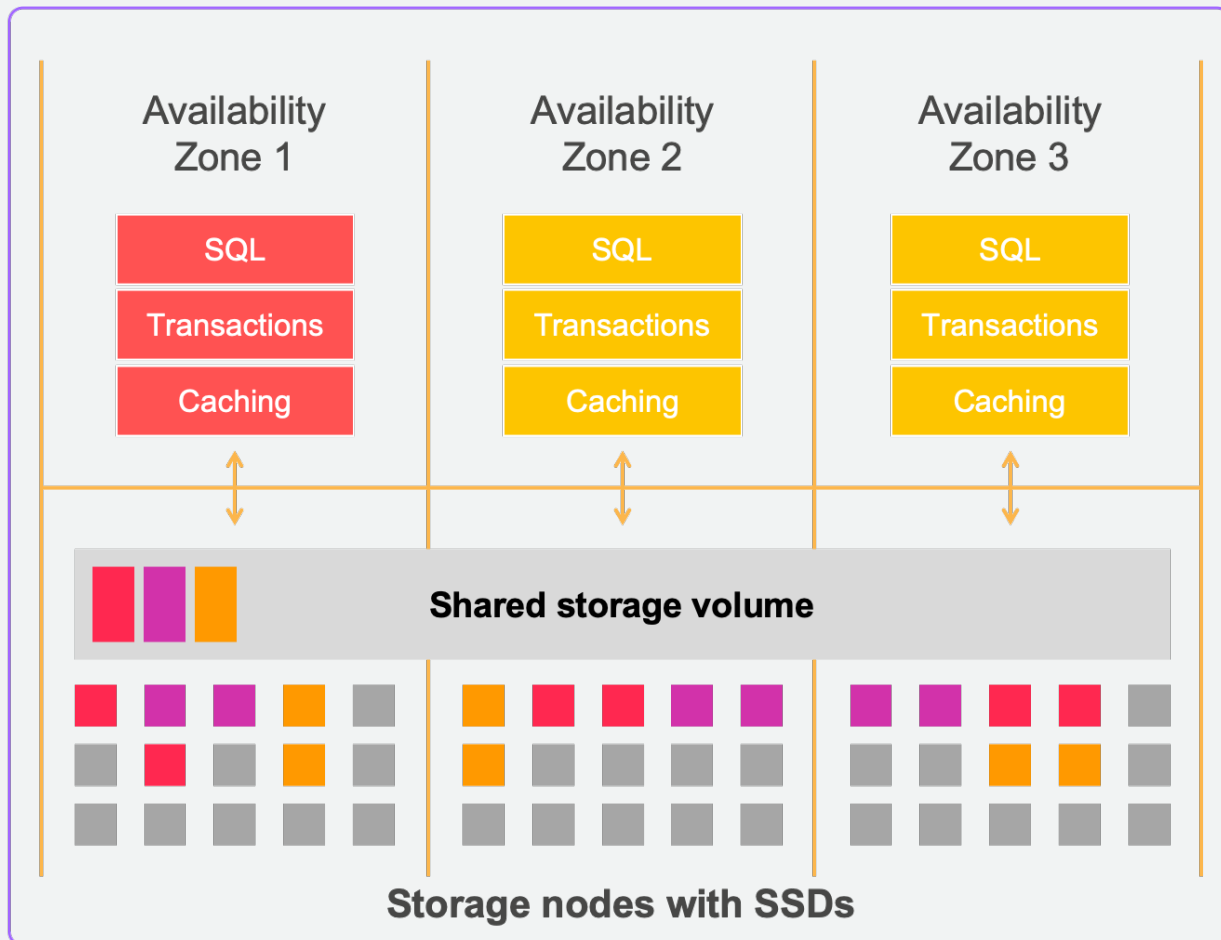 Availability
Zone 1
Availability
Zone 2
Availability
Zone 3
SQL
Transactions
Caching
SQL
Transactions
Caching
SQL
Transactions
Caching
Shared storage volume
Storage nodes with SSDs